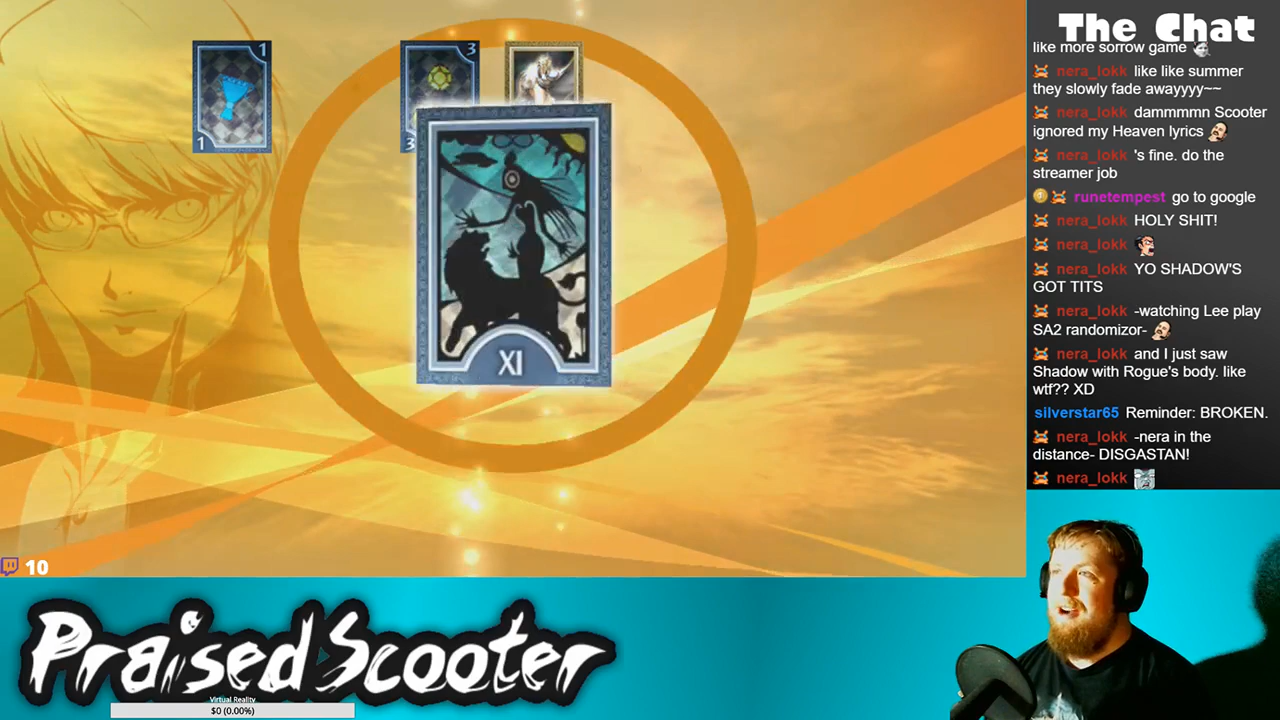 1
1
3
3
XI
10
The Chat
like more sorrow game
nera_lokk like like summer
they slowly fade awayyyy~~
nera_lokk dammmmn Scooter
ignored my Heaven lyrics
nera_lokk 's fine. do the
streamer job
runetempest go to google
nera_lokk HOLY SHIT!
nera_lokk
nera_lokk YO SHADOW'S
GOT TITS
nera_lokk -watching Lee play
SA2 randomizor-
nera_lokk and I just saw
Shadow with Rogue's body. like
wtf?? XD
silverstar65 Reminder: BROKEN.
nera_lokk -nera in the
distance- DISGASTAN!
nera_lokk
PraisedScooter
Virtual Reality
$0 (0.00%)